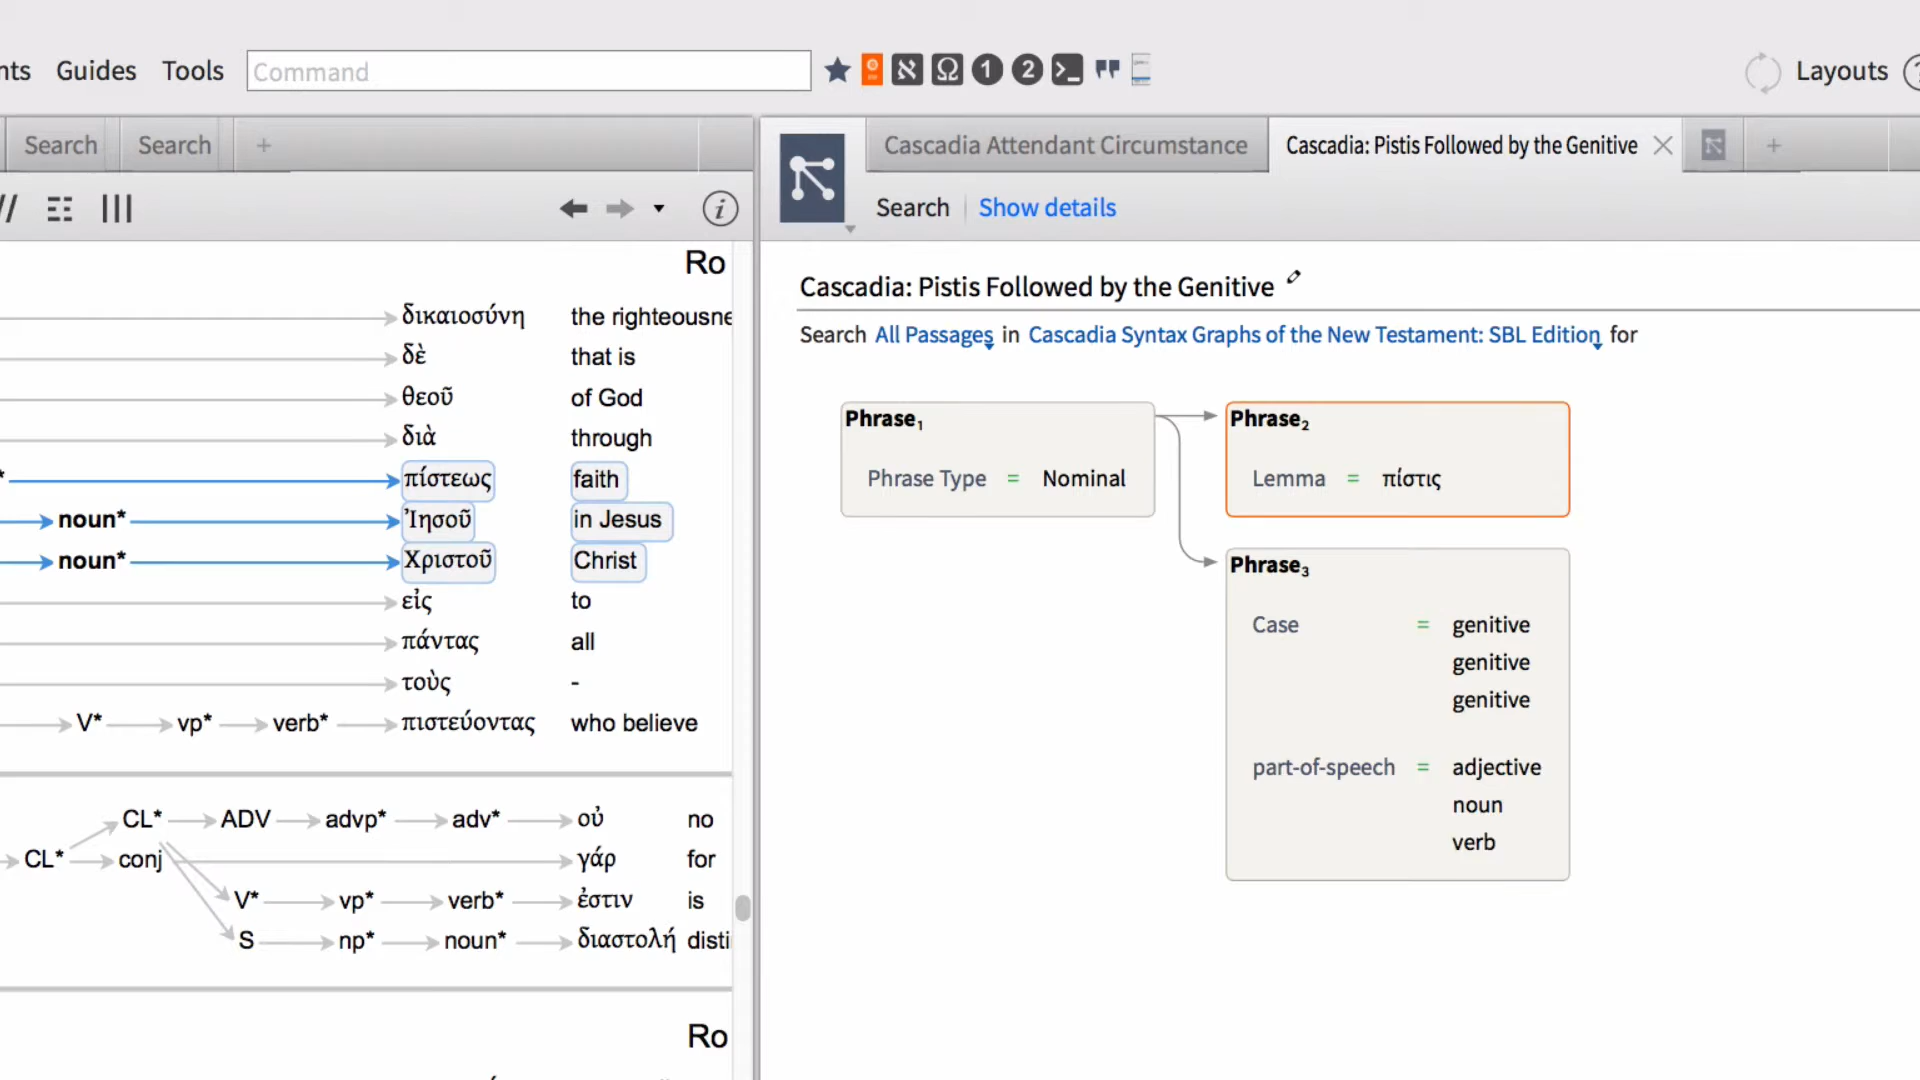 Guides Tools Command Layouts
Search Search +
Cascadia Attendant Circumstance Cascadia: Pistis Followed by the Genitive +
Search Show details
Ro
δικαιοσύνη
δὲ that is
θεοῦ of God
διὰ through
πίστεως faith
noun* Ἰησοῦ in Jesus
noun* Χριστοῦ Christ
εἰς to
πάντας all
τοὺς -
V* vp* verb* πιστεύοντας who believe
CL* ADV advp* adv* οὐ no
CL* conj γάρ for
V* vp* verb* ἐστιν is
S np* noun* διαστολή
Ro
Cascadia: Pistis Followed by the Genitive
Search All Passages in Cascadia Syntax Graphs of the New Testament: SBL Edition for
Phrase1
Phrase Type = Nominal
Phrase2
Lemma = πίστις
Phrase3
Case = genitive
genitive
genitive
part-of-speech = adjective
noun
verb